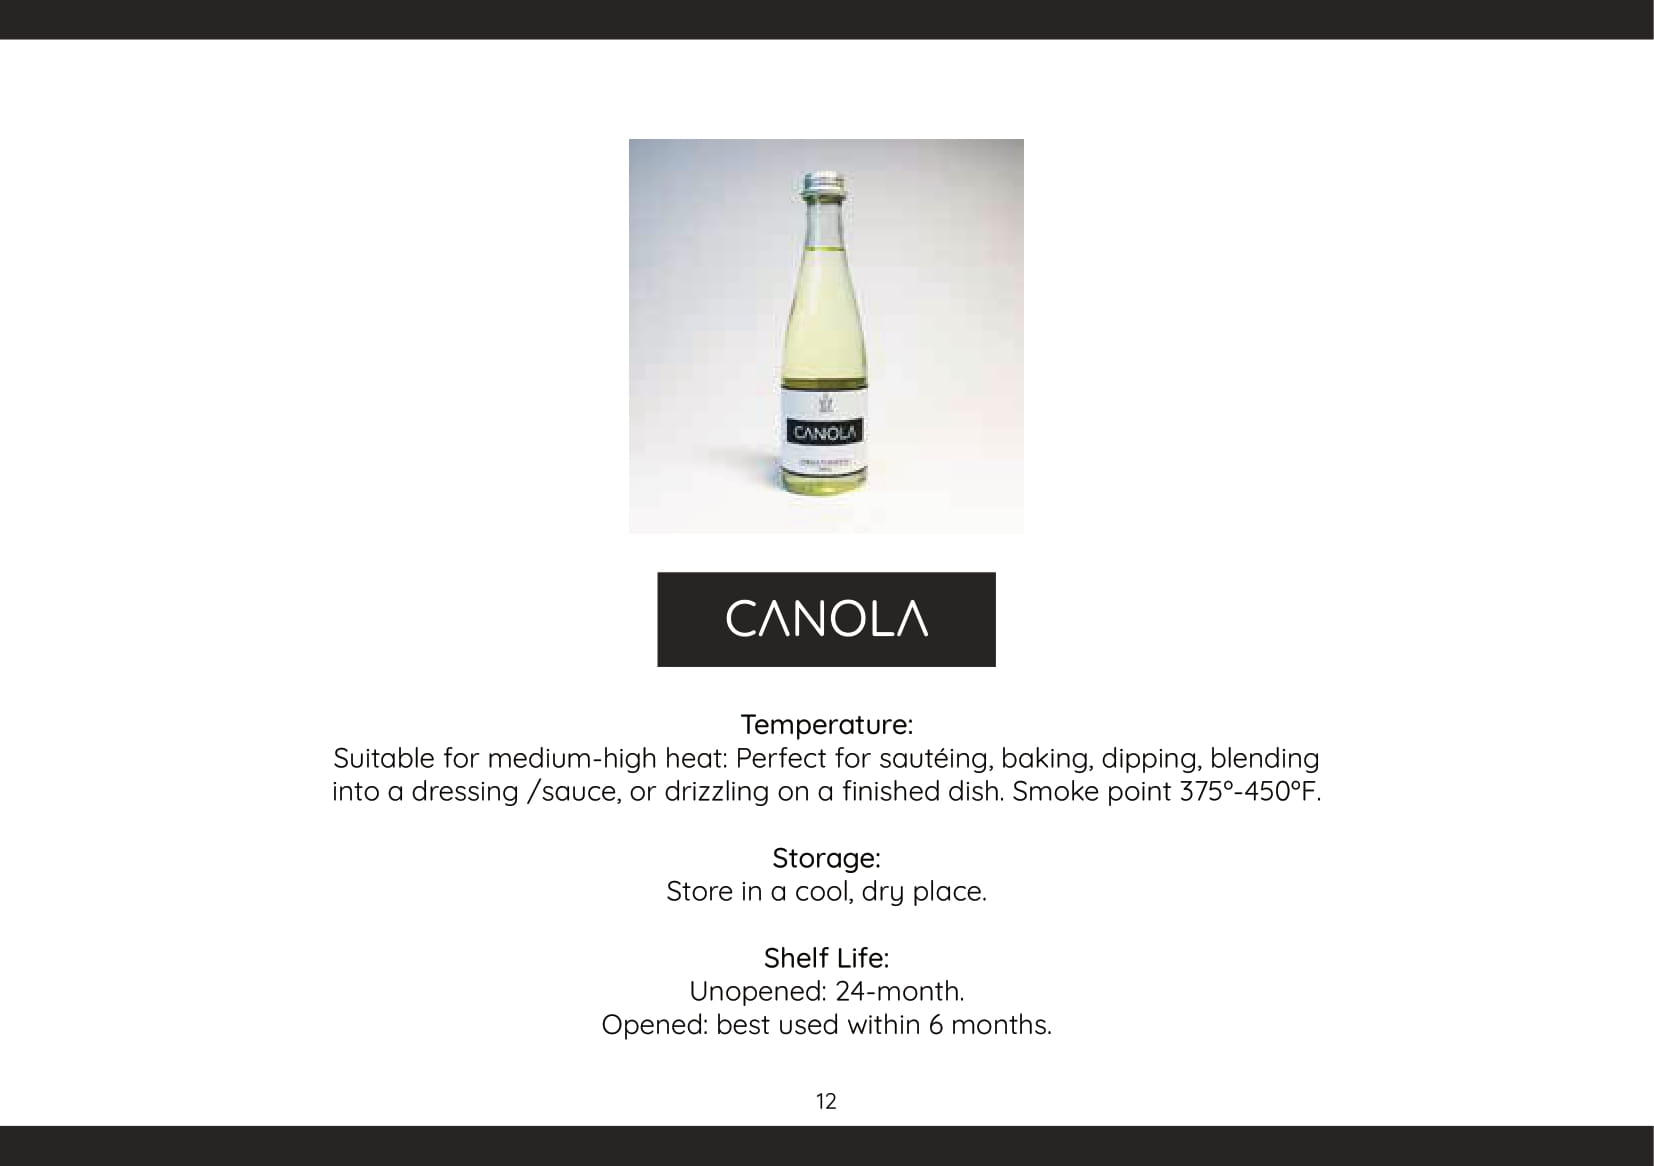 CANOLA
CANOLA
Temperature:
Suitable for medium-high heat: Perfect for sautéing, baking, dipping, blending
into a dressing /sauce, or drizzling on a finished dish. Smoke point 375º-450ºF.
Storage:
Store in a cool, dry place.
Shelf Life:
Unopened: 24-month.
Opened: best used within 6 months.
12